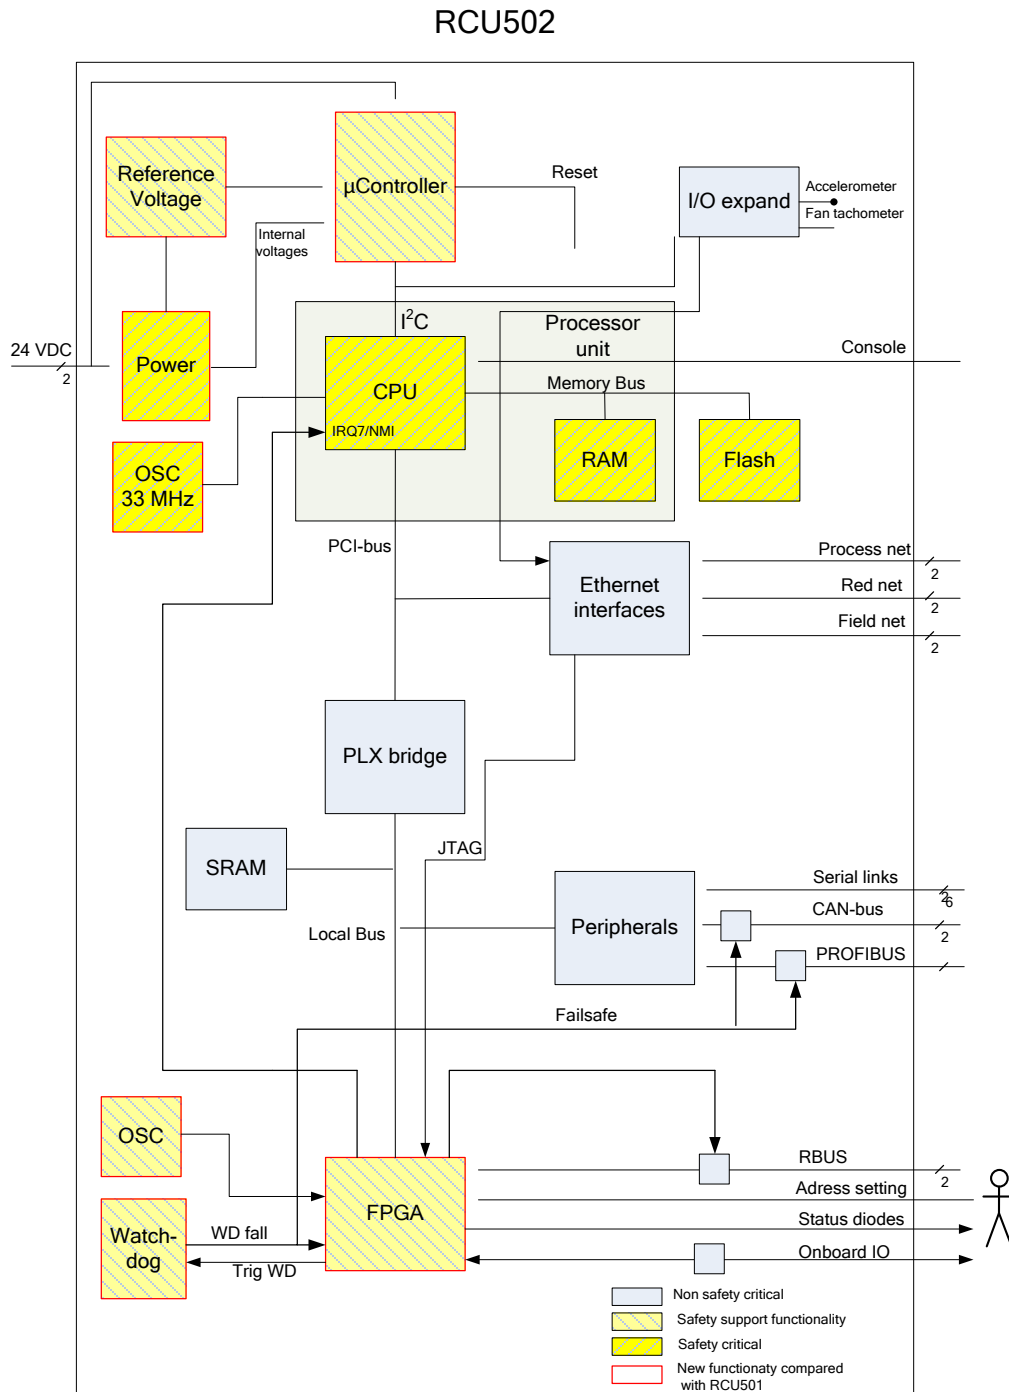 RCU502
Reference
Voltage
µController
Reset
I/O expand
Accelerometer
Fan tachometer
Internal
voltages
I²C
Processor
unit
24 VDC
2
Power
CPU
IRQ7/NMI
Console
Memory Bus
OSC
33 MHz
RAM
Flash
PCI-bus
Ethernet
interfaces
Process net
2
Red net
2
Field net
2
PLX bridge
JTAG
SRAM
Local Bus
Peripherals
Serial links
2
6
CAN-bus
2
PROFIBUS
Failsafe
OSC
FPGA
RBUS
2
Adress setting
Status diodes
Onboard IO
Watch-
dog
WD fall
Trig WD
Non safety critical
Safety support functionality
Safety critical
New functionaty compared
with RCU501